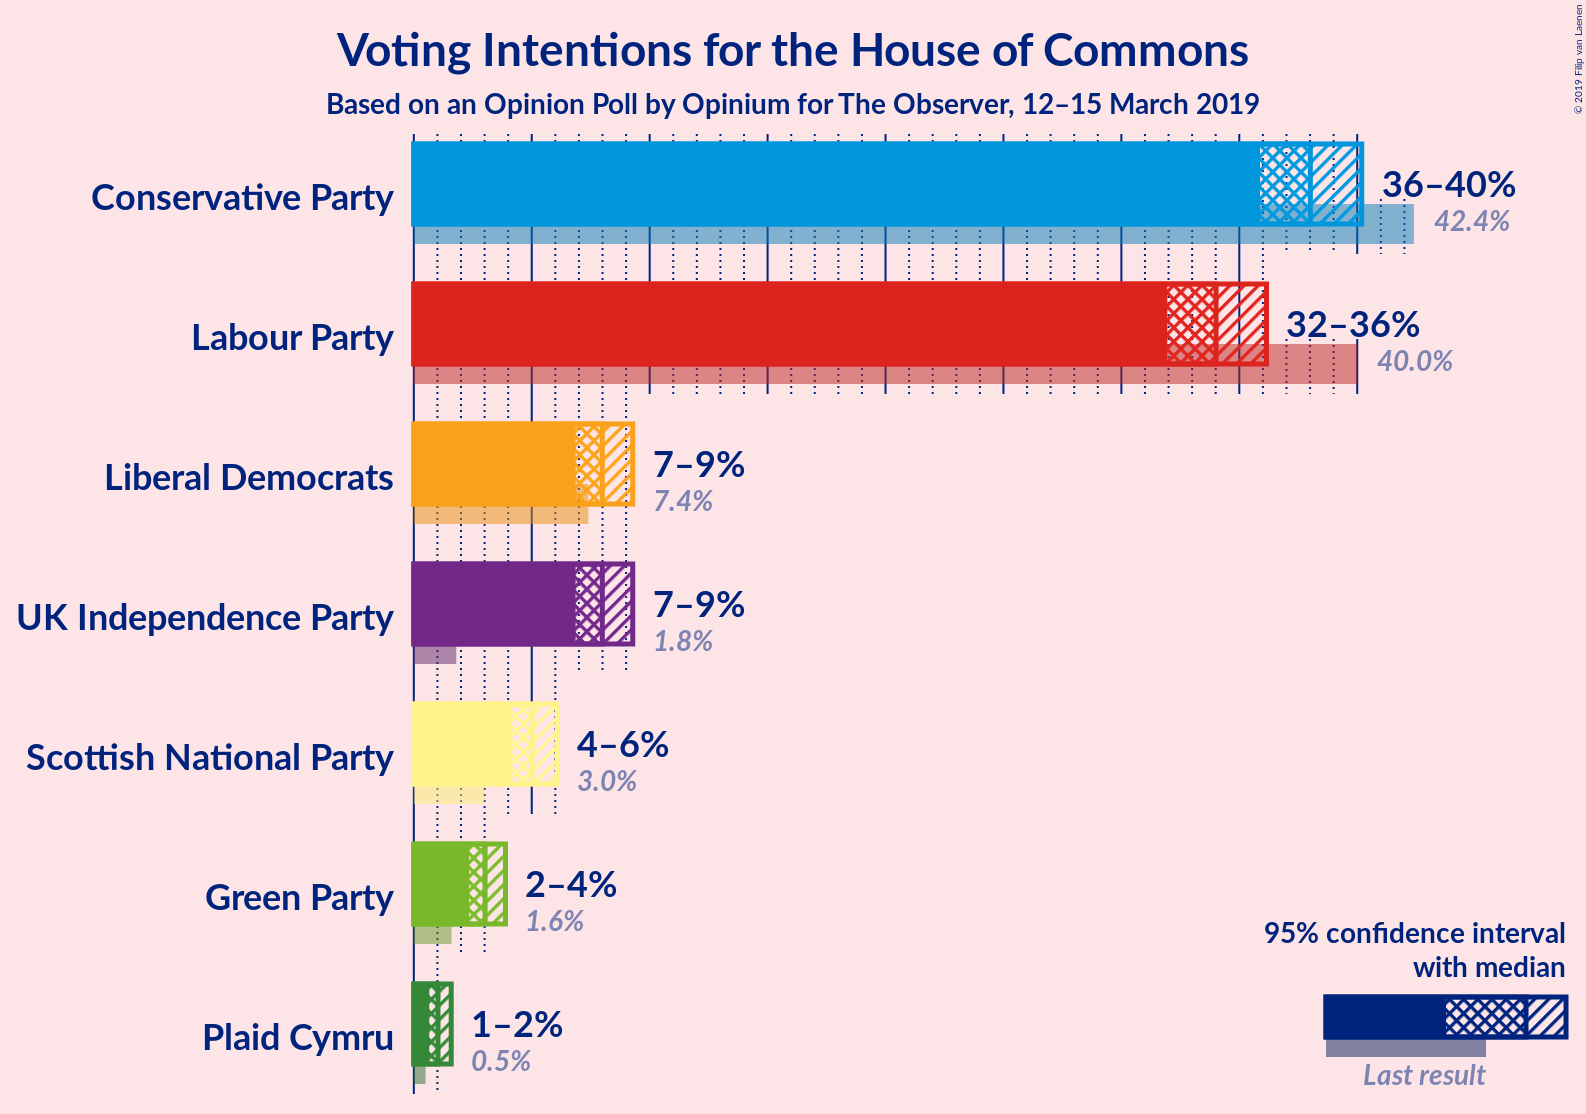 Voting Intentions for the House of Commons
Based on an Opinion Poll by Opinium for The Observer, 12–15 March 2019
© 2019 Filip van Laenen
Conservative Party
36–40%
42.4%
Labour Party
32–36%
40.0%
Liberal Democrats
7–9%
7.4%
UK Independence Party
7–9%
1.8%
Scottish National Party
4–6%
3.0%
Green Party
2–4%
1.6%
Plaid Cymru
1–2%
0.5%
95% confidence interval
with median
Last result